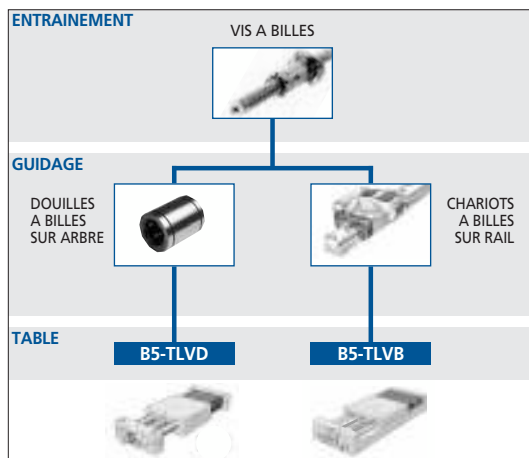 ENTRAINEMENT
VIS A BILLES
GUIDAGE
DOUILLES
A BILLES
SUR ARBRE
CHARIOTS
A BILLES
SUR RAIL
TABLE
B5-TLVD
B5-TLVB